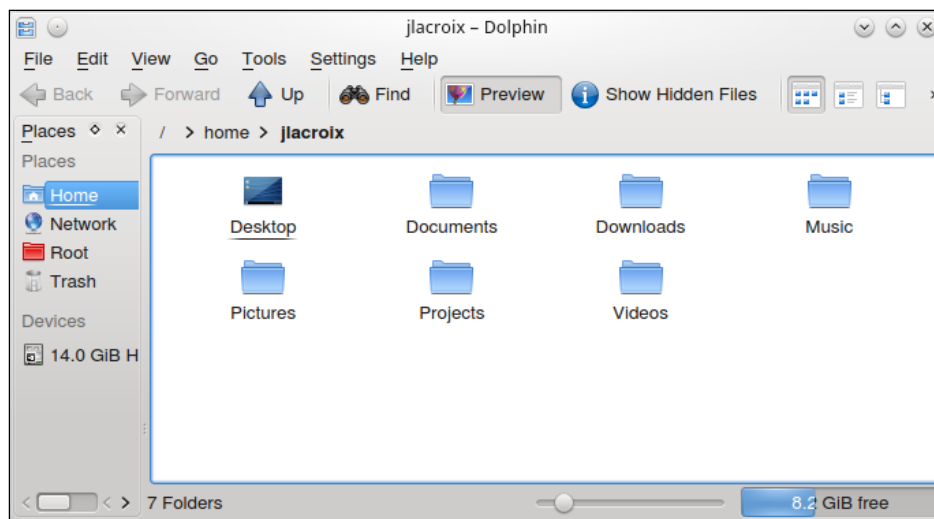 jlacroix – Dolphin
File Edit View Go Tools Settings Help
Back Forward Up Find Preview Show Hidden Files
Places / > home > jlacroix
Places
Home
Network
Root
Trash
Devices
14.0 GiB H
Desktop Documents Downloads Music
Pictures Projects Videos
7 Folders 8.2 GiB free